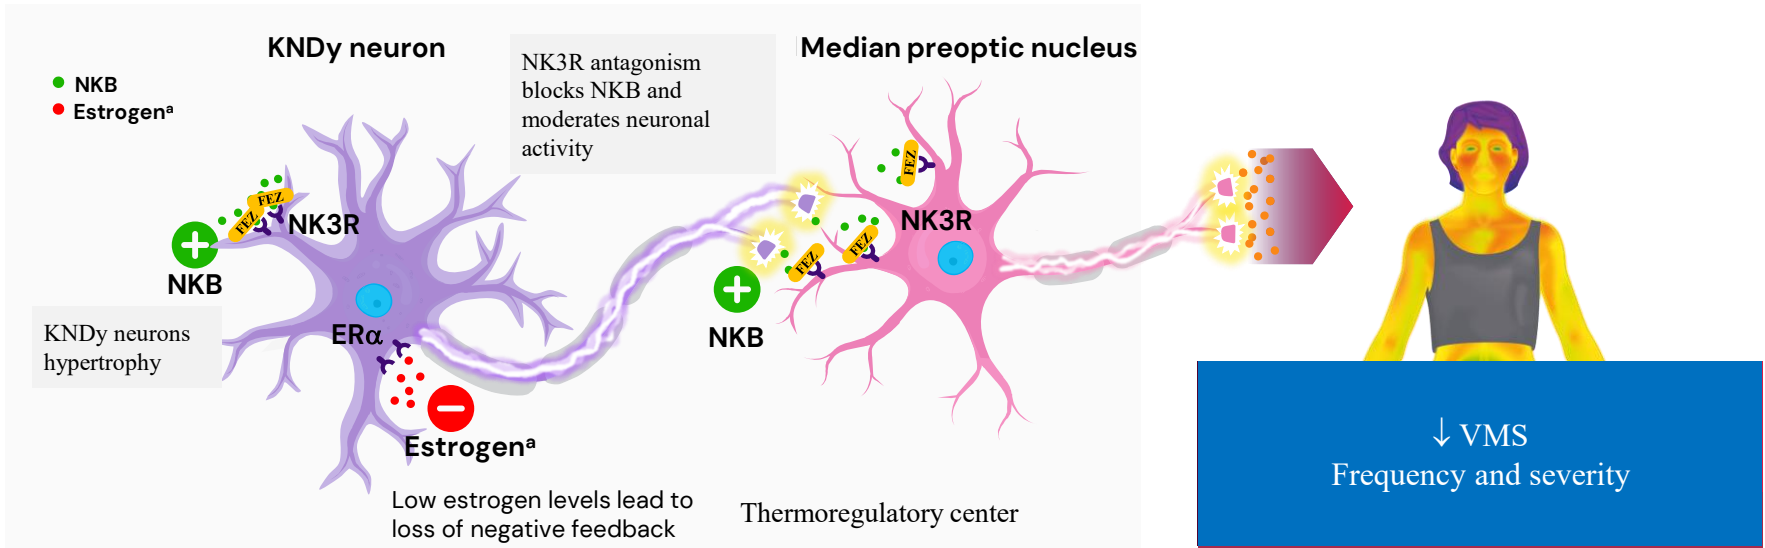 KNDy neuron
NKB
Estrogenᵃ
NK3R antagonism
blocks NKB and
moderates neuronal
activity
Median preoptic nucleus
FEZ
FEZ
NK3R
NKB
KNDy neurons
hypertrophy
ERα
Estrogenᵃ
Low estrogen levels lead to
loss of negative feedback
FEZ
NK3R
FEZ
FEZ
NKB
Thermoregulatory center
↓ VMS
Frequency and severity